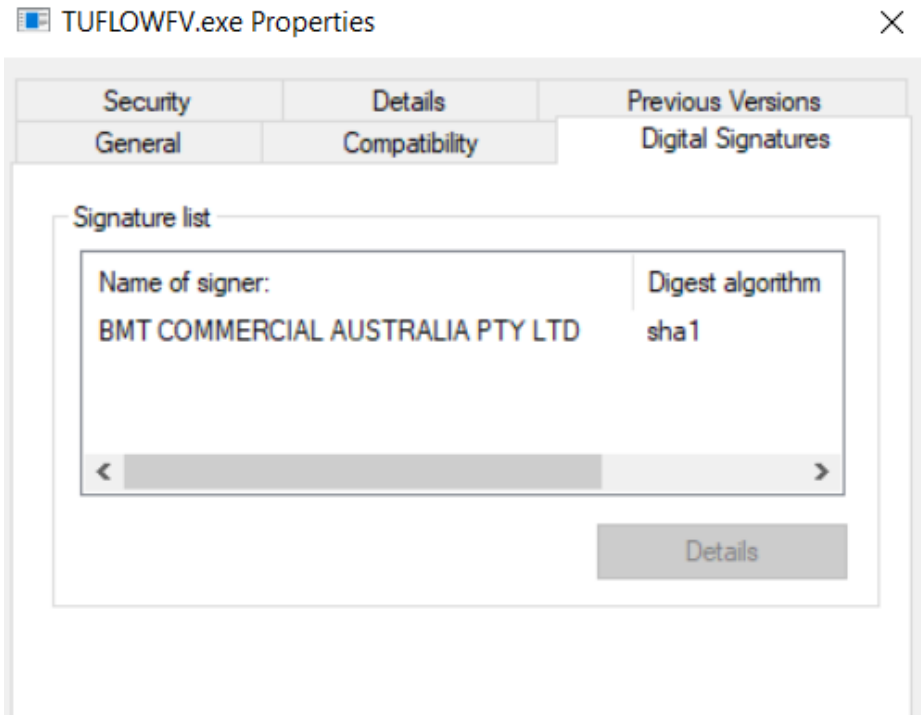 TUFLOWFV.exe Properties
Security Details Previous Versions
General Compatibility Digital Signatures
Signature list
Name of signer: Digest algorithm
BMT COMMERCIAL AUSTRALIA PTY LTD sha1
Details